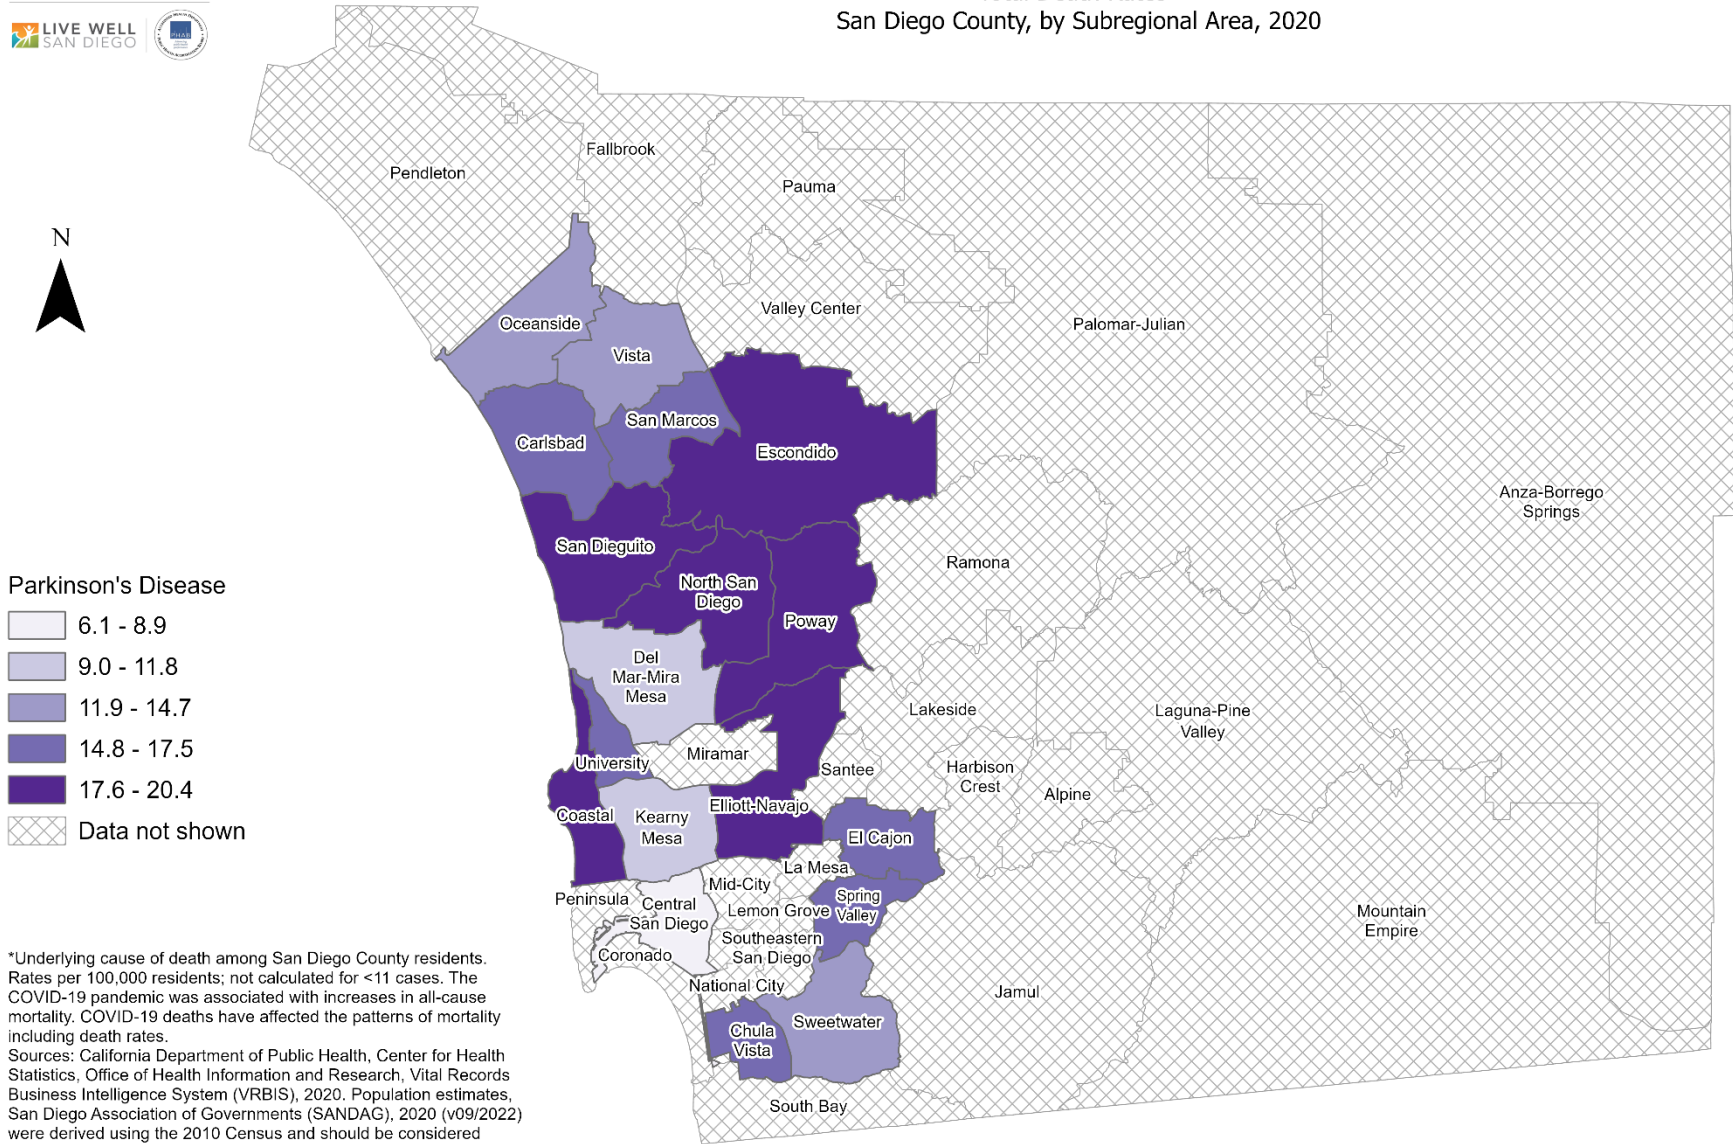 LIVE WELL
SAN DIEGO
PHAB
San Diego County, by Subregional Area, 2020
Fallbrook
Pendleton
Pauma
N
Valley Center
Oceanside
Palomar-Julian
Vista
San Marcos
Carlsbad
Escondido
Anza-Borrego
Springs
San Dieguito
Ramona
North San
Diego
Poway
Parkinson's Disease
6.1 - 8.9
9.0 - 11.8
11.9 - 14.7
14.8 - 17.5
17.6 - 20.4
Data not shown
Del
Mar-Mira
Mesa
Lakeside
Laguna-Pine
Valley
Miramar
University
Santee
Harbison
Crest
Alpine
Elliott-Navajo
Coastal
Kearny
Mesa
El Cajon
La Mesa
Mid-City
Peninsula
Central
San Diego
Spring
Valley
Lemon Grove
Mountain
Empire
Southeastern
San Diego
Coronado
National City
Jamul
Chula
Vista
Sweetwater
South Bay
*Underlying cause of death among San Diego County residents.
Rates per 100,000 residents; not calculated for <11 cases. The
COVID-19 pandemic was associated with increases in all-cause
mortality. COVID-19 deaths have affected the patterns of mortality
including death rates.
Sources: California Department of Public Health, Center for Health
Statistics, Office of Health Information and Research, Vital Records
Business Intelligence System (VRBIS), 2020. Population estimates,
San Diego Association of Governments (SANDAG), 2020 (v09/2022)
were derived using the 2010 Census and should be considered